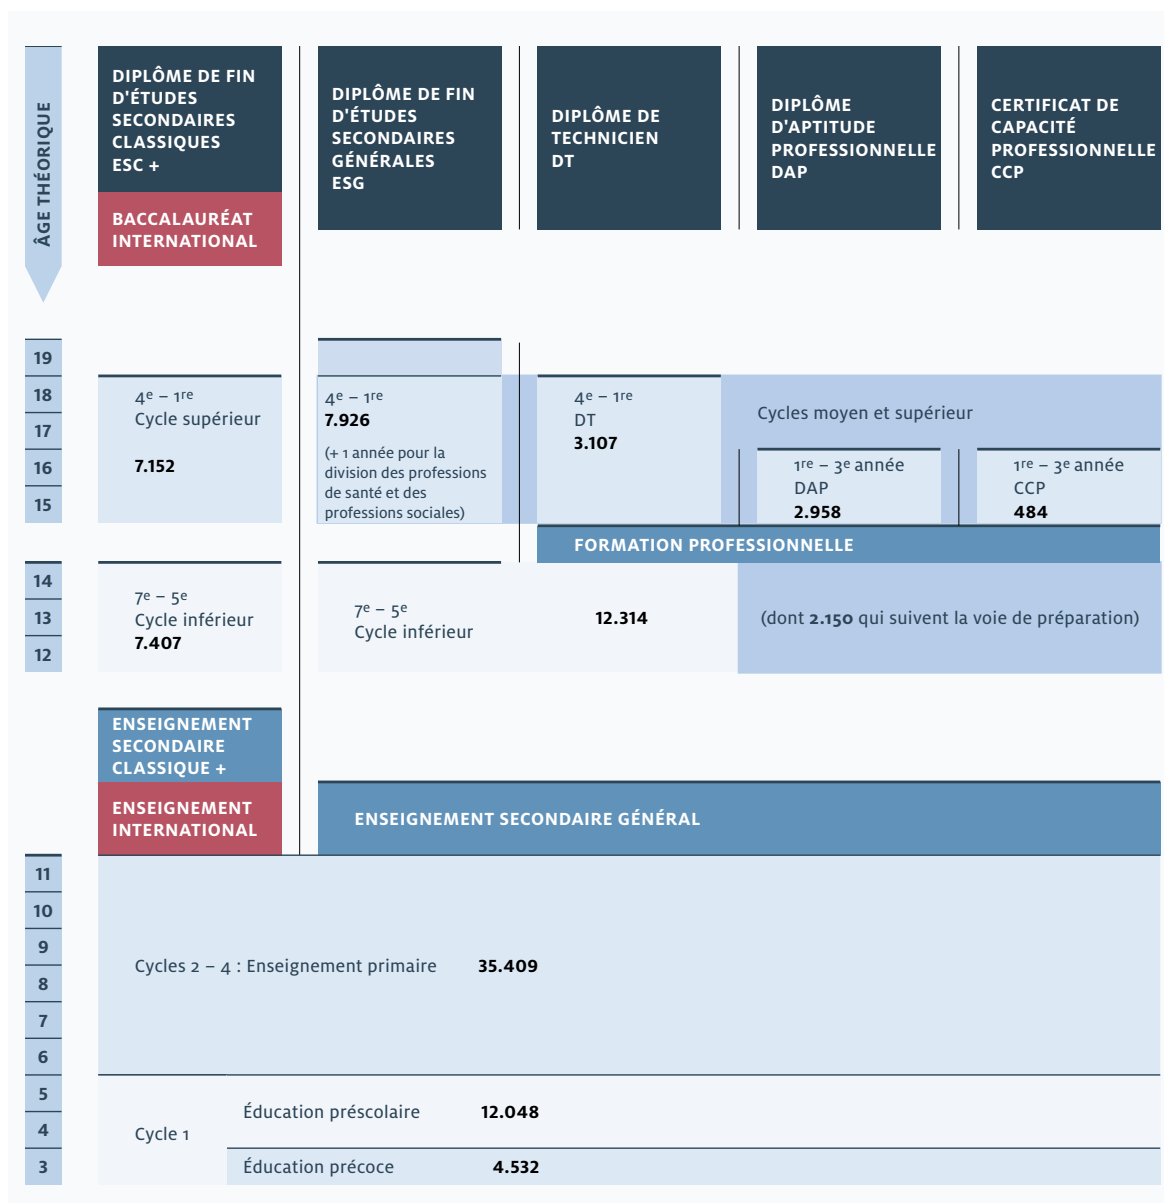 ÂGE THÉORIQUE
DIPLÔME DE FIN
D'ÉTUDES
SECONDAIRES
CLASSIQUES
ESC +
BACCALAURÉAT
INTERNATIONAL
DIPLÔME DE FIN
D'ÉTUDES
SECONDAIRES
GÉNÉRALES
ESG
DIPLÔME DE
TECHNICIEN
DT
DIPLÔME
D'APTITUDE
PROFESSIONNELLE
DAP
CERTIFICAT DE
CAPACITÉ
PROFESSIONNELLE
CCP
19
18
17
16
15
4e – 1re
Cycle supérieur
7.152
4e – 1re
7.926
(+ 1 année pour la
division des professions
de santé et des
professions sociales)
4e – 1re
DT
3.107
Cycles moyen et supérieur
1re – 3e année
DAP
2.958
1re – 3e année
CCP
484
FORMATION PROFESSIONNELLE
14
13
12
7e – 5e
Cycle inférieur
7.407
7e – 5e
Cycle inférieur
12.314
(dont 2.150 qui suivent la voie de préparation)
ENSEIGNEMENT
SECONDAIRE
CLASSIQUE +
ENSEIGNEMENT
INTERNATIONAL
ENSEIGNEMENT SECONDAIRE GÉNÉRAL
11
10
9
8
7
6
Cycles 2 – 4 : Enseignement primaire 35.409
5
4
3
Cycle 1
Éducation préscolaire 12.048
Éducation précoce 4.532